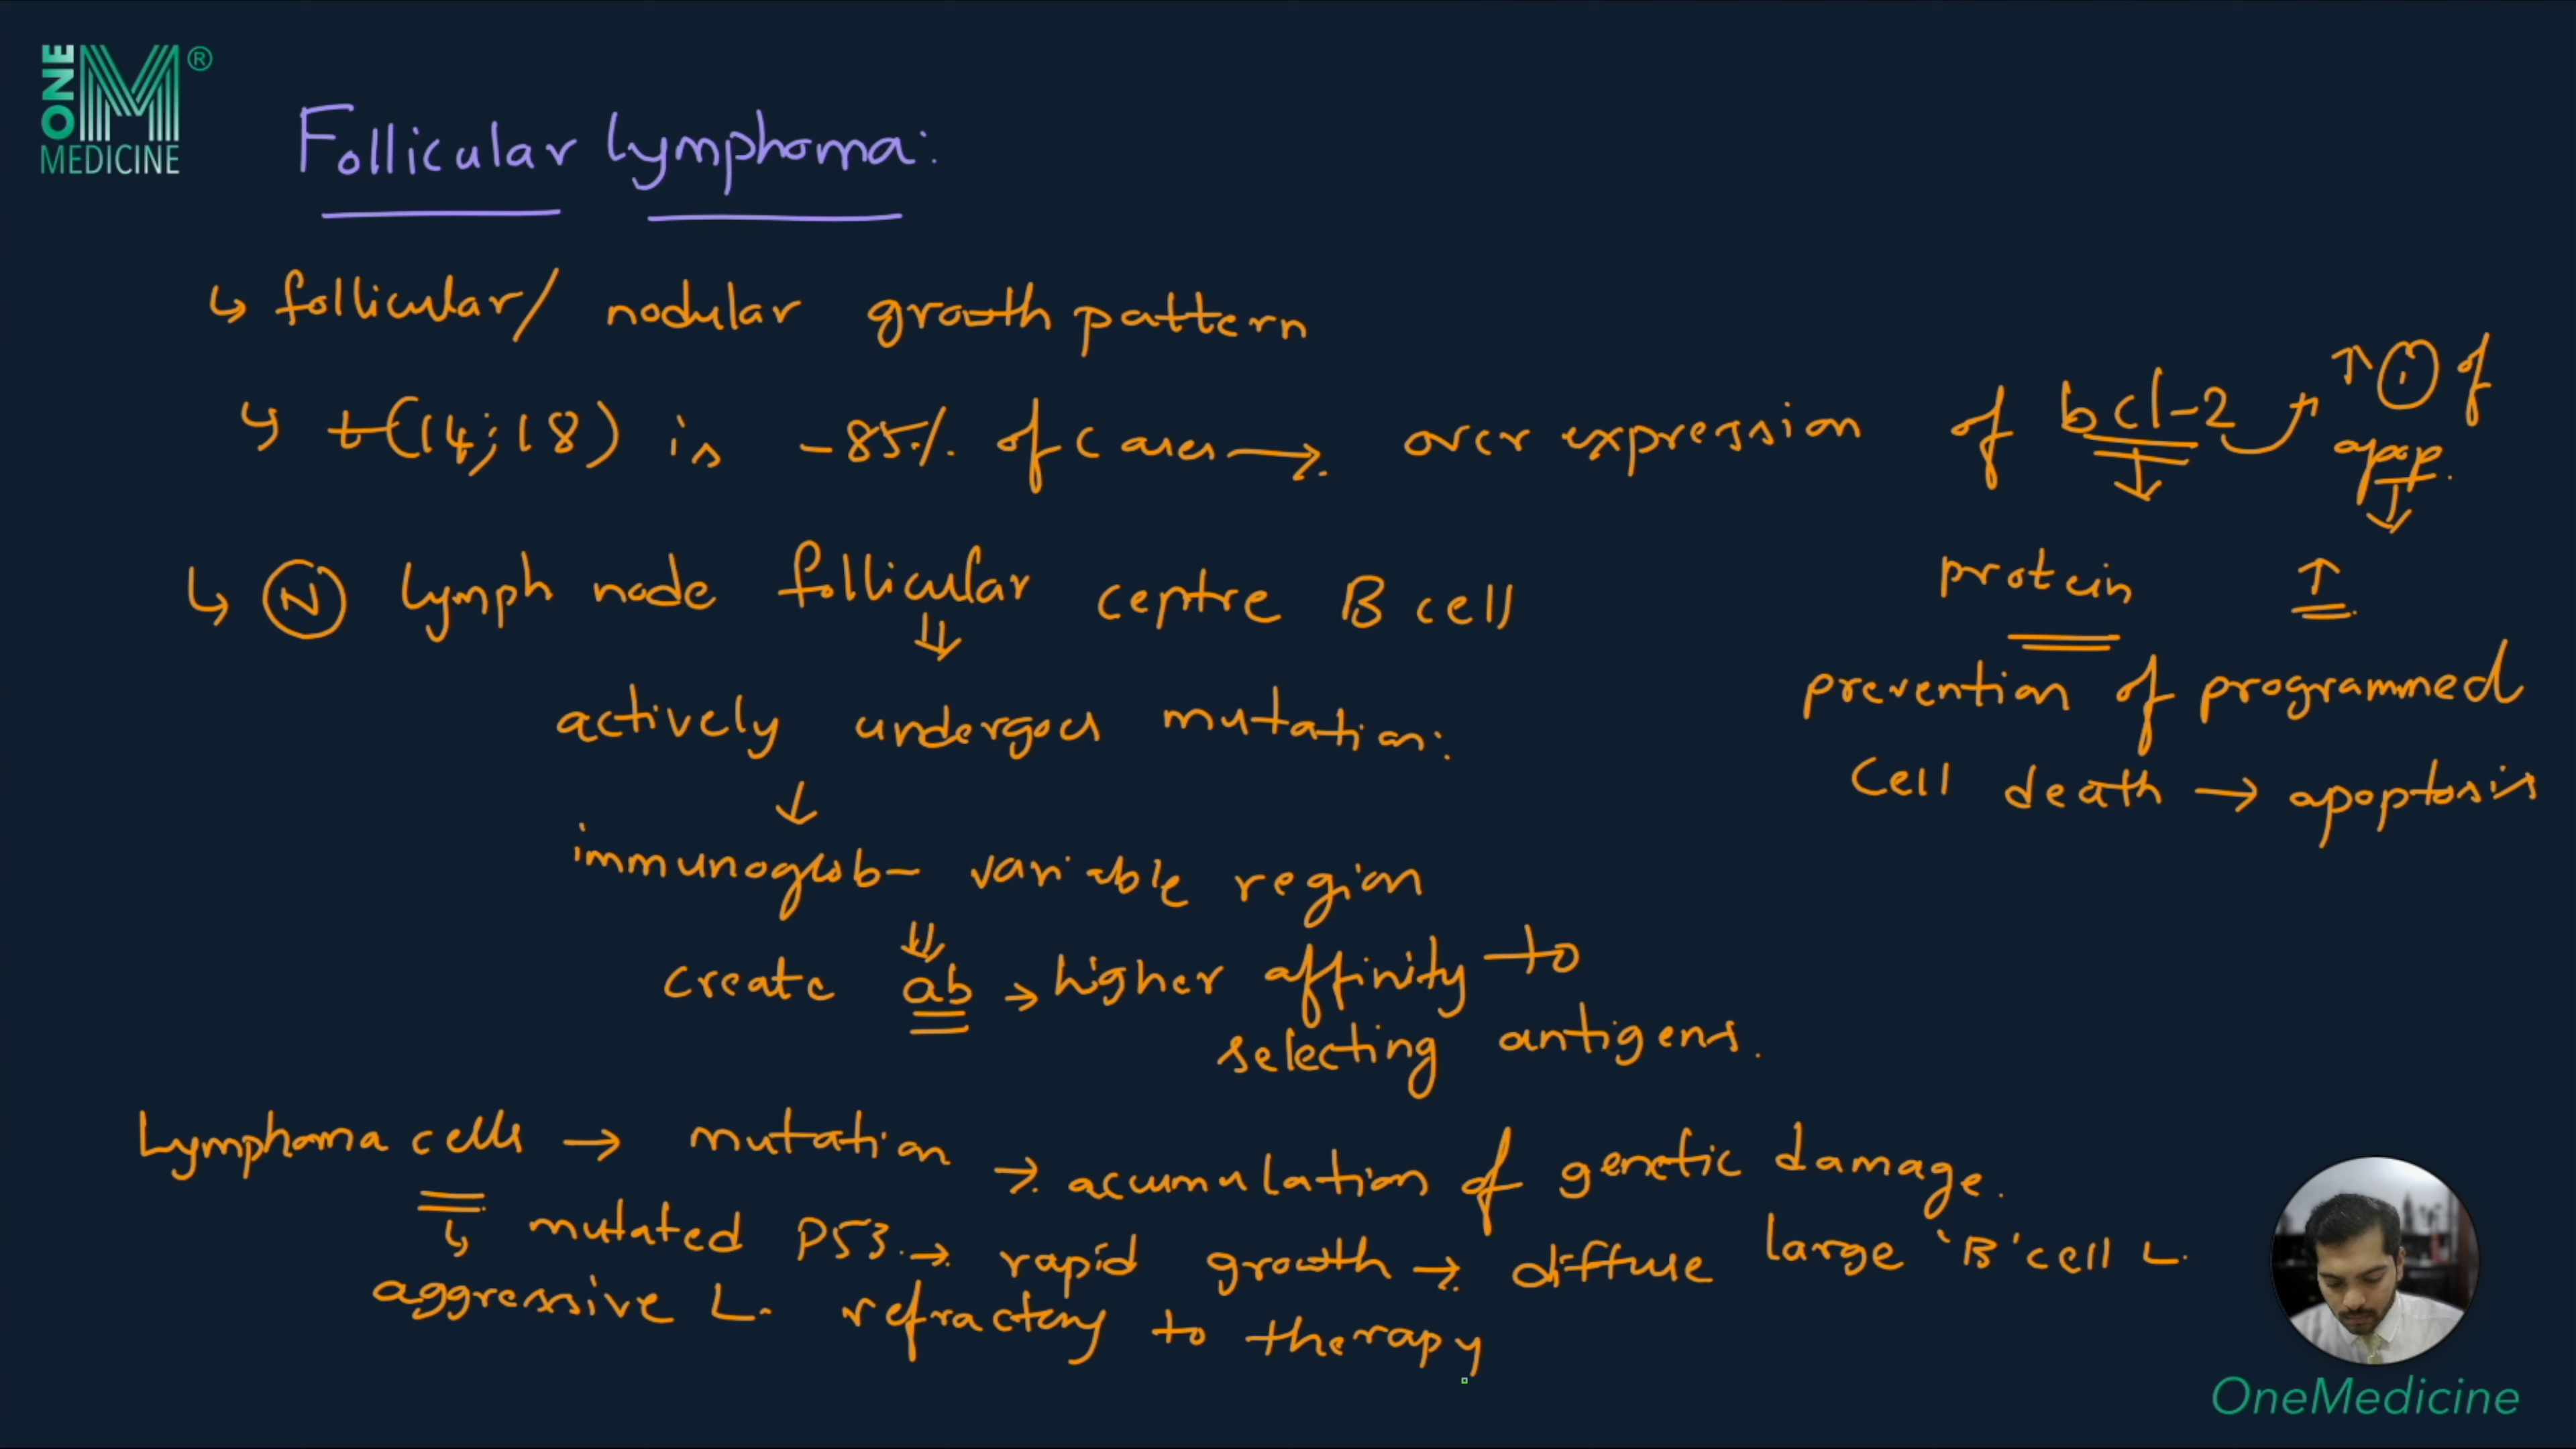 ONE M ®
MEDICINE
Follicular Lymphoma:
↳ follicular/ nodular growth pattern
↳ t(14;18) is -85% of cases → over expression of bcl-2 ↑ (i) of
apop.
↓
↳ (N) lymph node follicular centre B cell
↓
actively undergoes mutation:
↓
immunoglob- variable region
↓
create ab → higher affinity to
selecting antigens.
protein ↑
prevention of programmed
Cell death → apoptosis
Lymphoma cells → mutation → acumulation of genetic damage.
↳ mutated P53. → rapid growth → diffuse large 'B' cell L.
aggressive L. refractory to therapy
OneMedicine